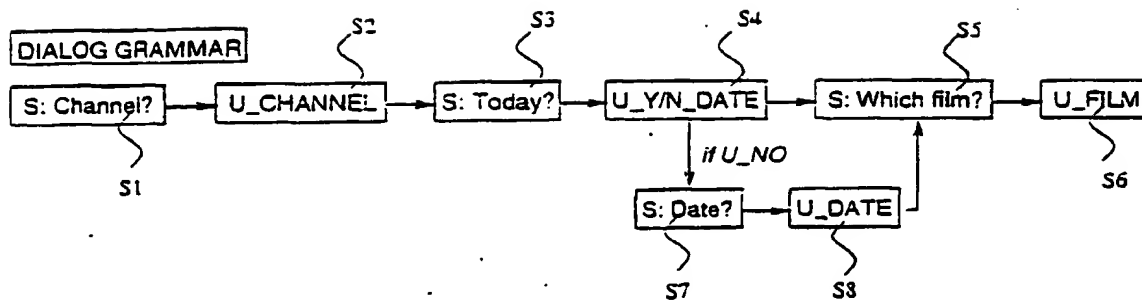 S2 S3 S4 S5
DIALOG GRAMMAR
S: Channel? U_CHANNEL S: Today? U_Y/N_DATE S: Which film? U_FILM
if U_NO
S1 S6
S: Date? U_DATE
S7 S8